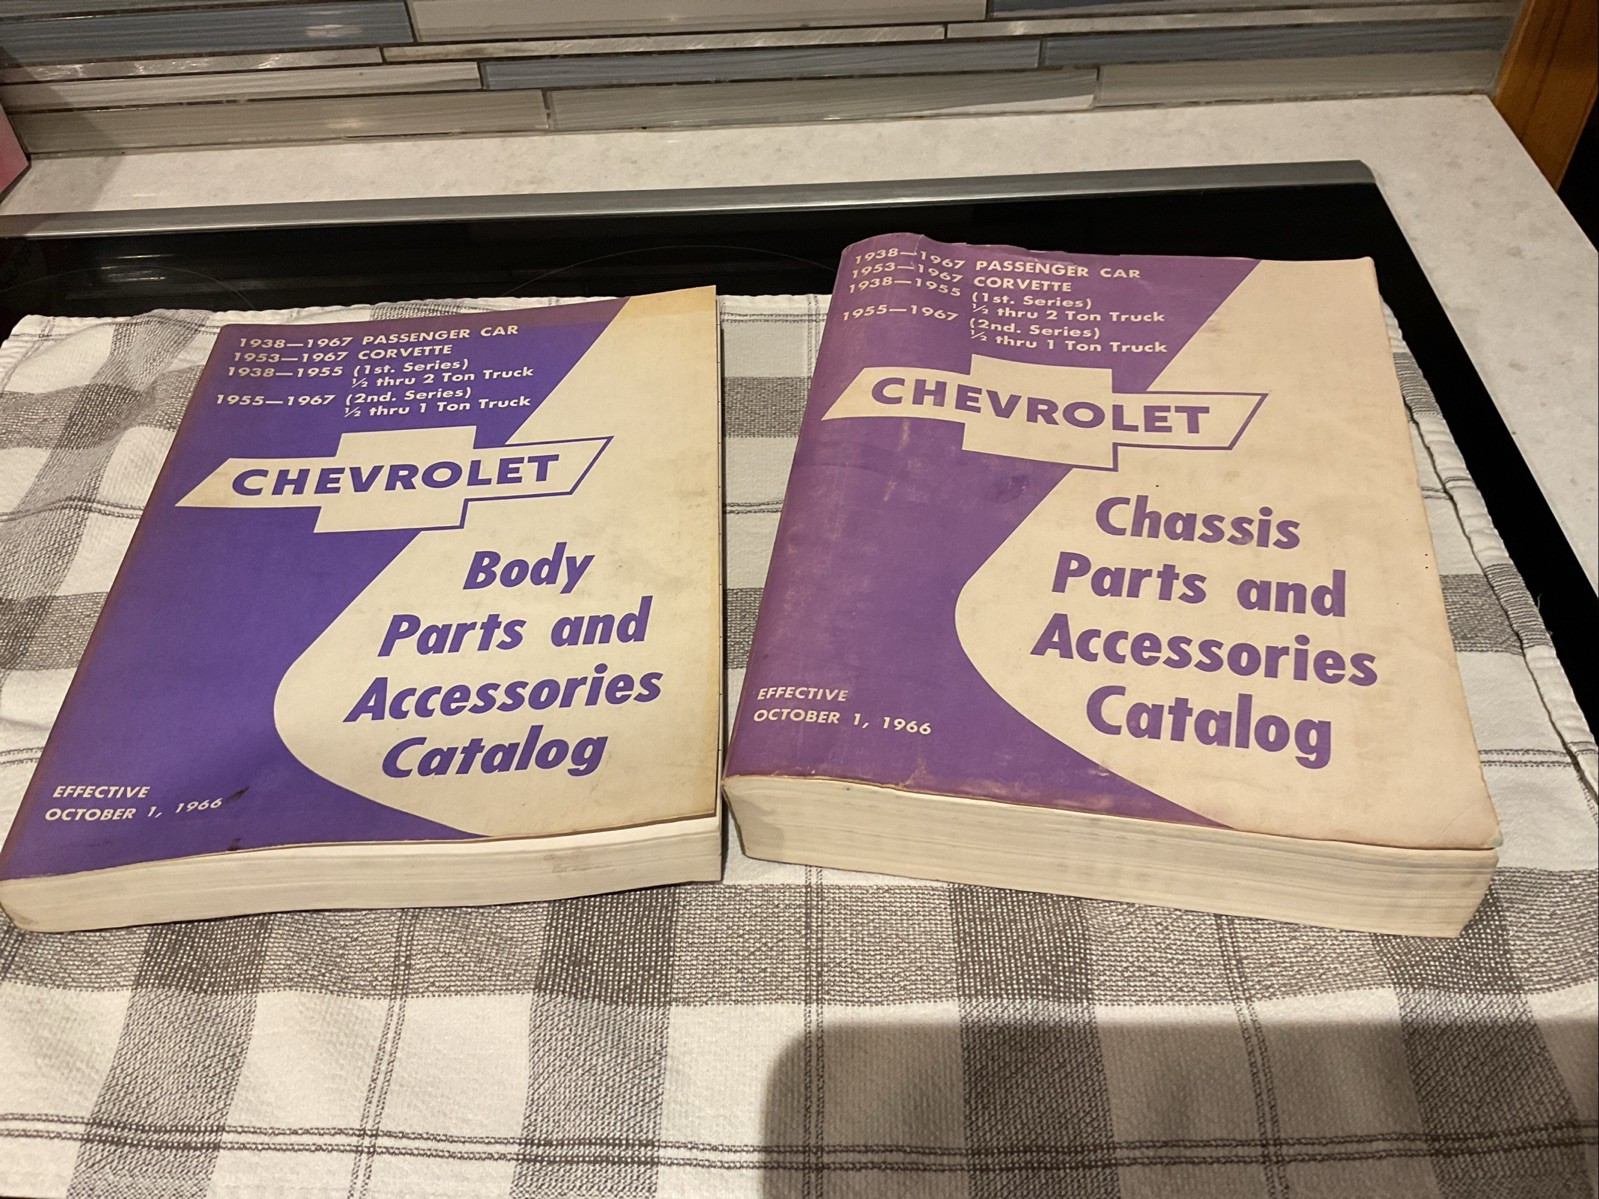 1938—1967 PASSENGER CAR
1953—1967 CORVETTE
1938—1955 (1st. Series)
½ thru 2 Ton Truck
1955—1967 (2nd. Series)
½ thru 1 Ton Truck
CHEVROLET
Body
Parts and
Accessories
Catalog
EFFECTIVE
OCTOBER 1, 1966
1938—1967 PASSENGER CAR
1953—1967 CORVETTE
1938—1955 (1st. Series)
½ thru 2 Ton Truck
1955—1967 (2nd. Series)
½ thru 1 Ton Truck
CHEVROLET
Chassis
Parts and
Accessories
Catalog
EFFECTIVE
OCTOBER 1, 1966